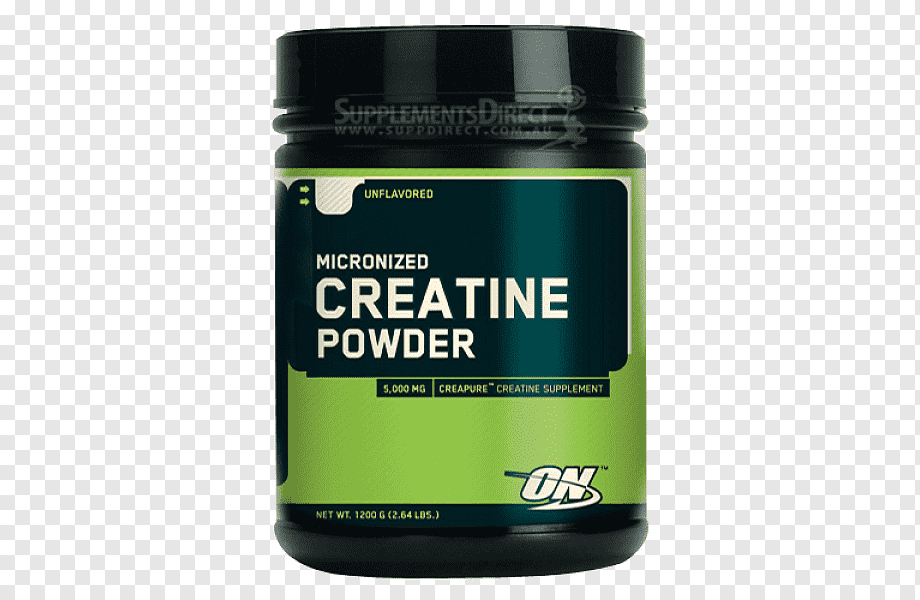 SUPPLEMENTSDIRECT
WWW.SUPPDIRECT.COM.AU
UNFLAVORED
MICRONIZED
CREATINE
POWDER
5,000 MG | CREAPURE™ CREATINE SUPPLEMENT
ON™
NET WT. 1200 G (2.64 LBS.)